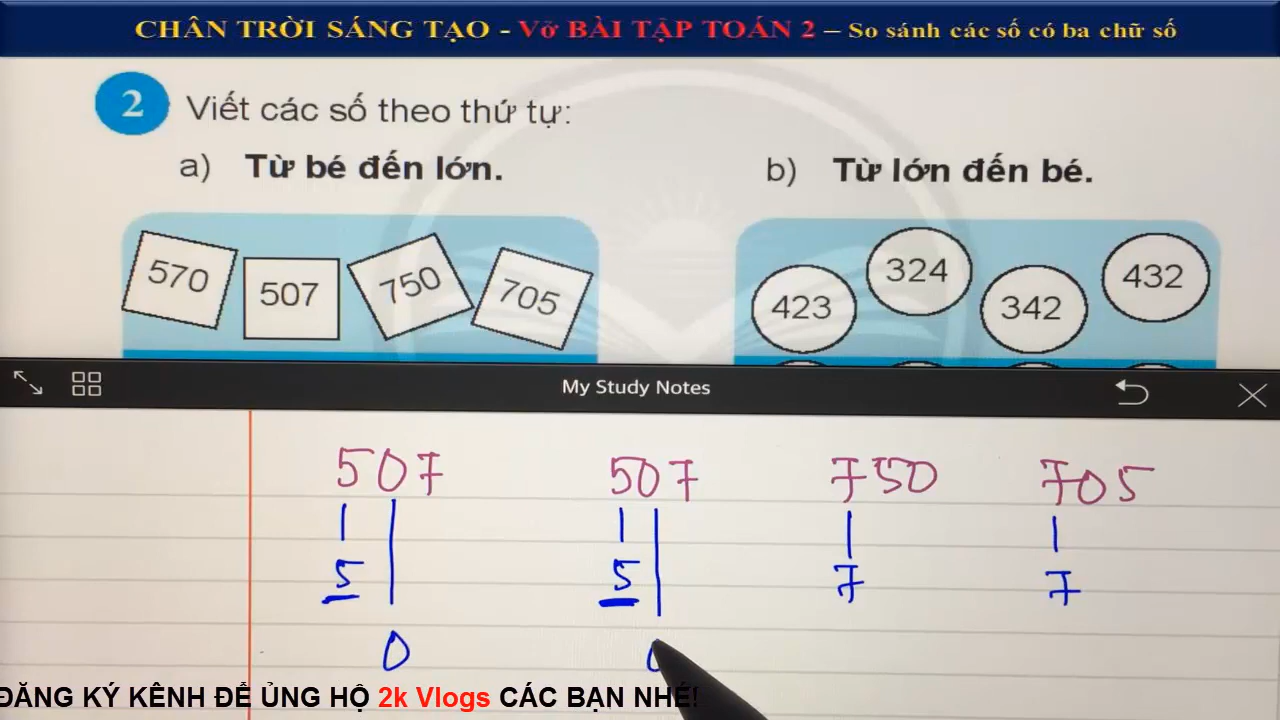 CHÂN TRỜI SÁNG TẠO - Vở BÀI TẬP TOÁN 2 – So sánh các số có ba chữ số
2 Viết các số theo thứ tự:
a) Từ bé đến lớn.
b) Từ lớn đến bé.
570 507 750 705
423 324 342 432
My Study Notes
507 507 750 705
5 5 7 7
0 0
ĐĂNG KÝ KÊNH ĐỂ ỦNG HỘ 2k Vlogs CÁC BẠN NHÉ!